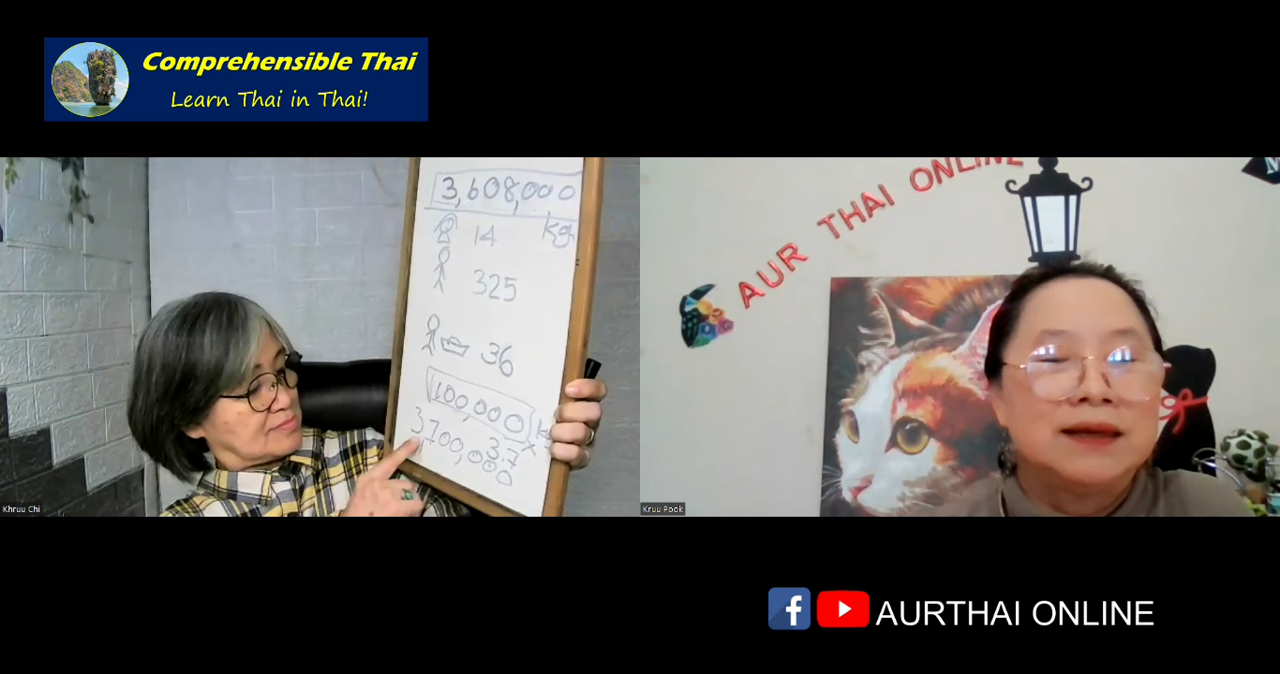 Comprehensible Thai
Learn Thai in Thai!
3,608,000
kg
14
325
36
100,000
3.7
3,700,000
Khruu Chi
AUR THAI ONLINE
Kruu Pook
AURTHAI ONLINE